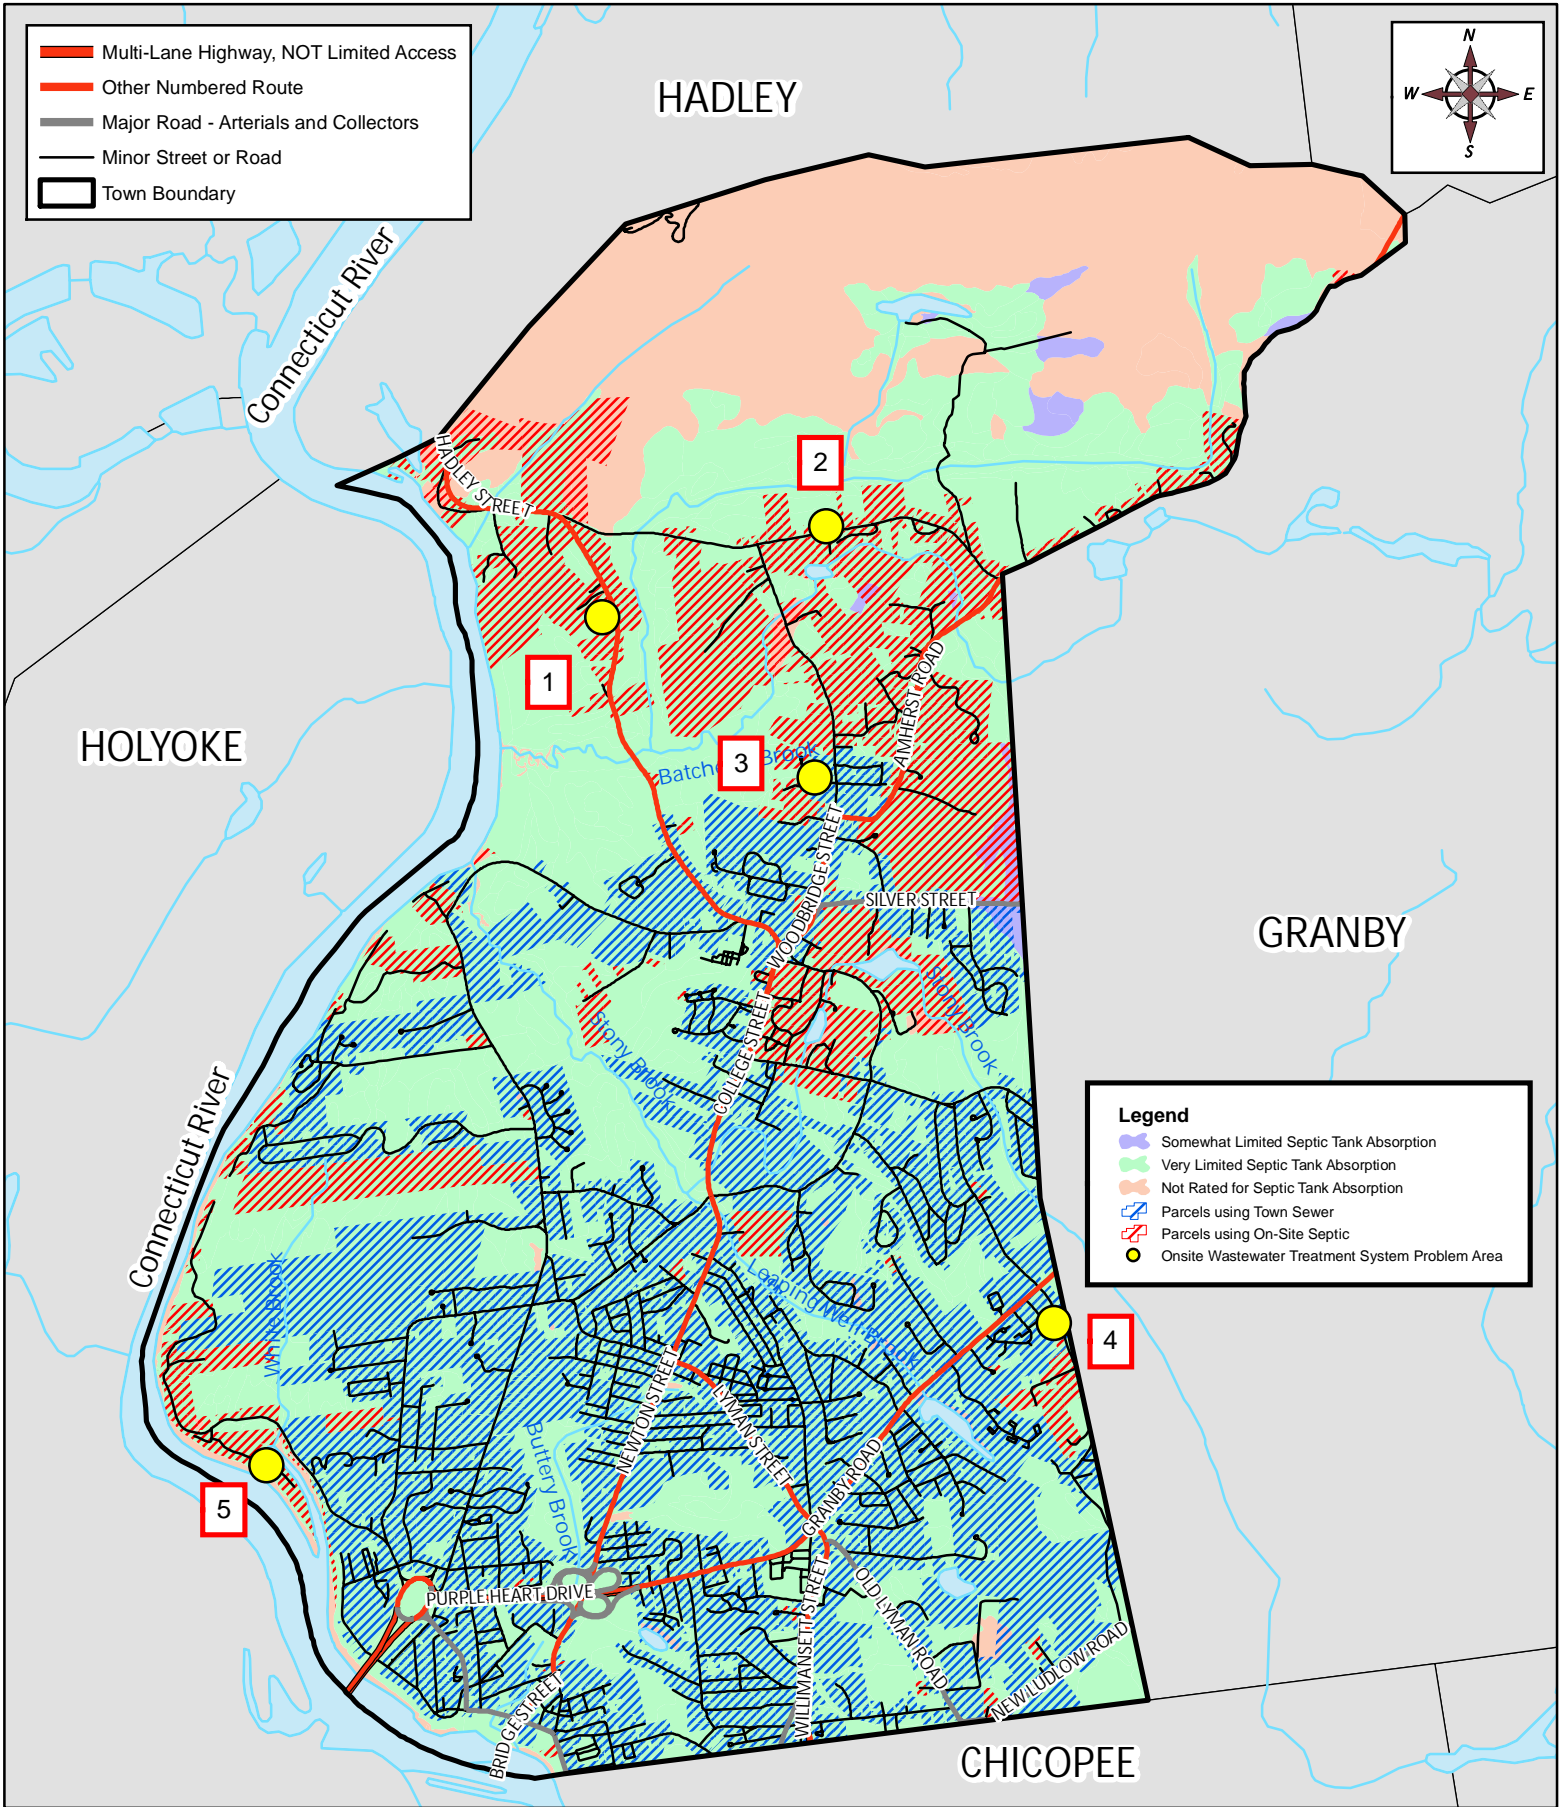 Multi-Lane Highway, NOT Limited Access
Other Numbered Route
Major Road - Arterials and Collectors
Minor Street or Road
Town Boundary
HADLEY
N
W
E
S
Connecticut River
HADLEY STREET
2
1
HOLYOKE
AMHERST ROAD
3
Brook
WOODBRIDGE STREET
SILVER STREET
GRANBY
Stony Brook
Stony Brook
COLLEGE STREET
Connecticut River
Legend
Somewhat Limited Septic Tank Absorption
Very Limited Septic Tank Absorption
Not Rated for Septic Tank Absorption
Parcels using Town Sewer
Parcels using On-Site Septic
Onsite Wastewater Treatment System Problem Area
White Brook
Leaping Well Brook
4
NEWTON STREET
LYMAN STREET
Buttery Brook
GRANBY ROAD
5
PURPLE HEART DRIVE
WILLIMANSETT STREET
OLD LYMAN ROAD
NEW LUDLOW ROAD
BRIDGE STREET
CHICOPEE